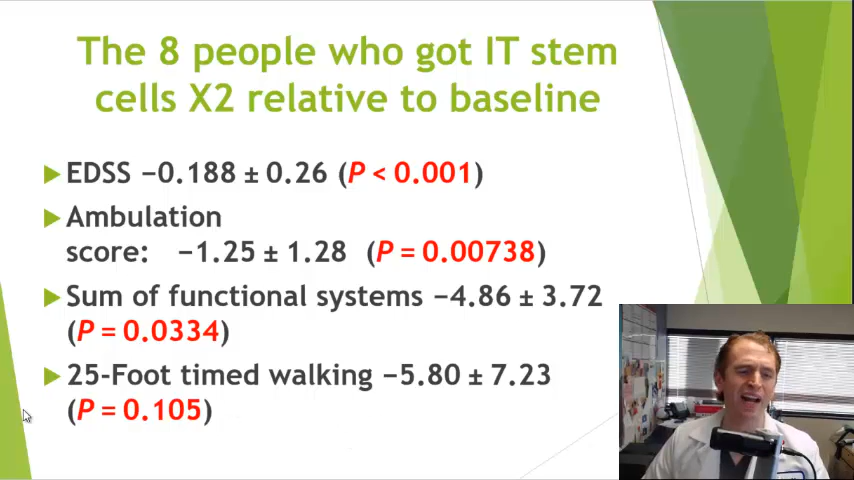 The 8 people who got IT stem
cells X2 relative to baseline
EDSS −0.188 ± 0.26 (P < 0.001)
Ambulation
score: −1.25 ± 1.28 (P = 0.00738)
Sum of functional systems −4.86 ± 3.72
(P = 0.0334)
25-Foot timed walking −5.80 ± 7.23
(P = 0.105)